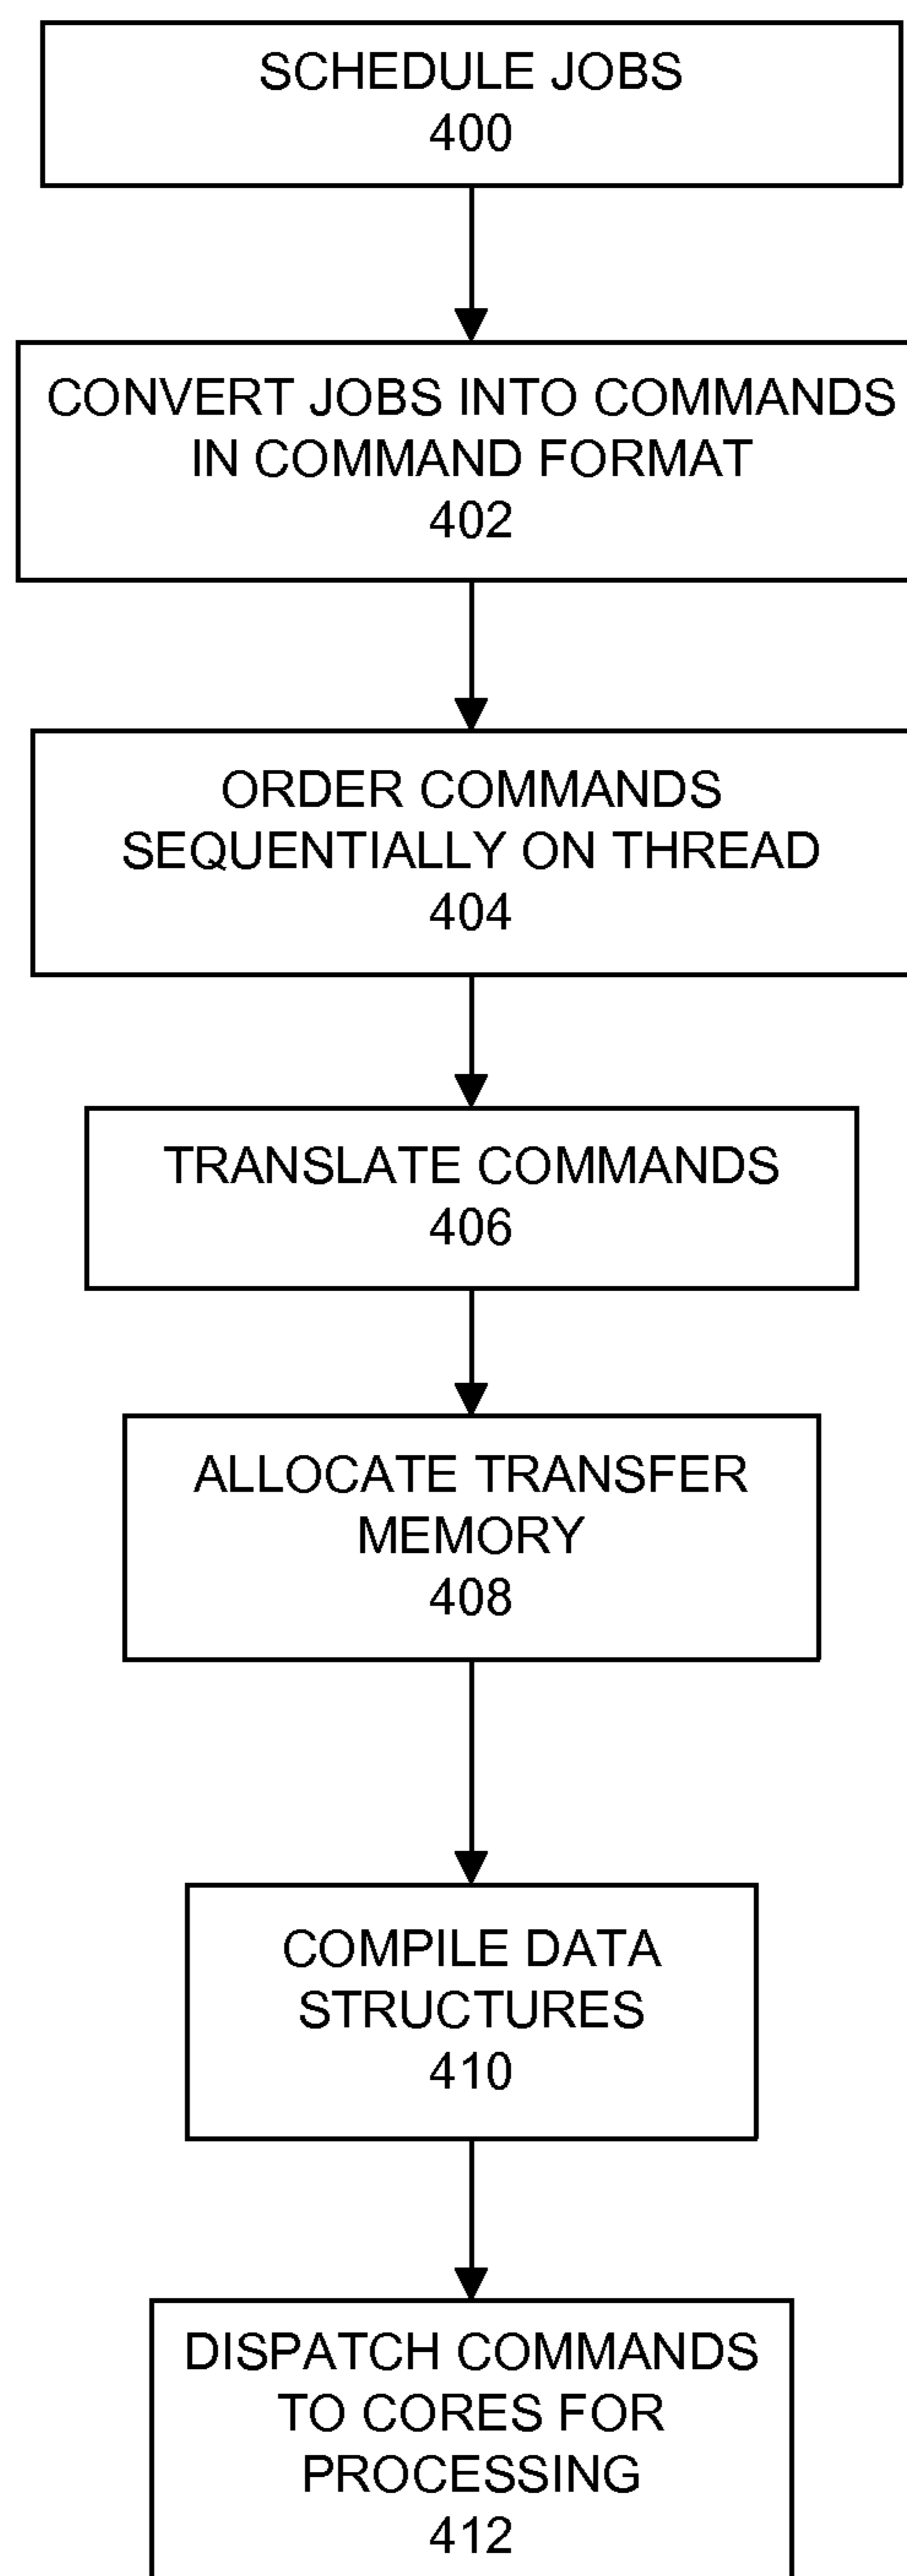 SCHEDULE JOBS
400
CONVERT JOBS INTO COMMANDS
IN COMMAND FORMAT
402
ORDER COMMANDS
SEQUENTIALLY ON THREAD
404
TRANSLATE COMMANDS
406
ALLOCATE TRANSFER
MEMORY
408
COMPILE DATA
STRUCTURES
410
DISPATCH COMMANDS
TO CORES FOR
PROCESSING
412